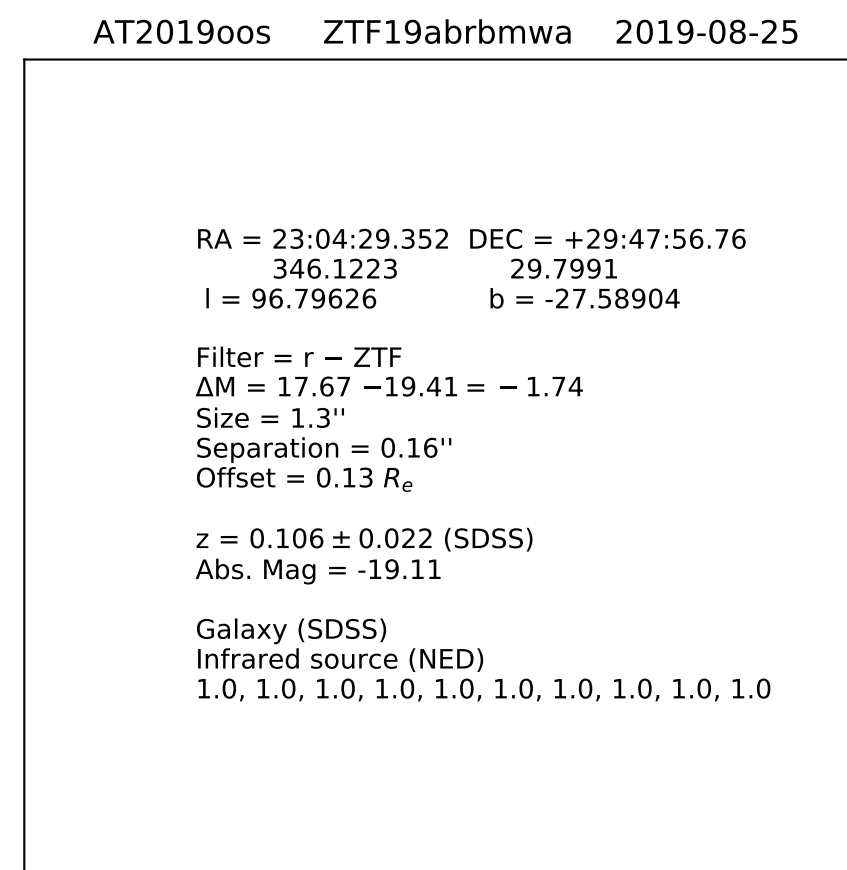 AT2019oos ZTF19abrbmwa 2019-08-25
RA = 23:04:29.352 DEC = +29:47:56.76
346.1223 29.7991
l = 96.79626 b = -27.58904
Filter = r − ZTF
ΔM = 17.67 −19.41 = − 1.74
Size = 1.3''
Separation = 0.16''
Offset = 0.13 Re
z = 0.106 ± 0.022 (SDSS)
Abs. Mag = -19.11
Galaxy (SDSS)
Infrared source (NED)
1.0, 1.0, 1.0, 1.0, 1.0, 1.0, 1.0, 1.0, 1.0, 1.0